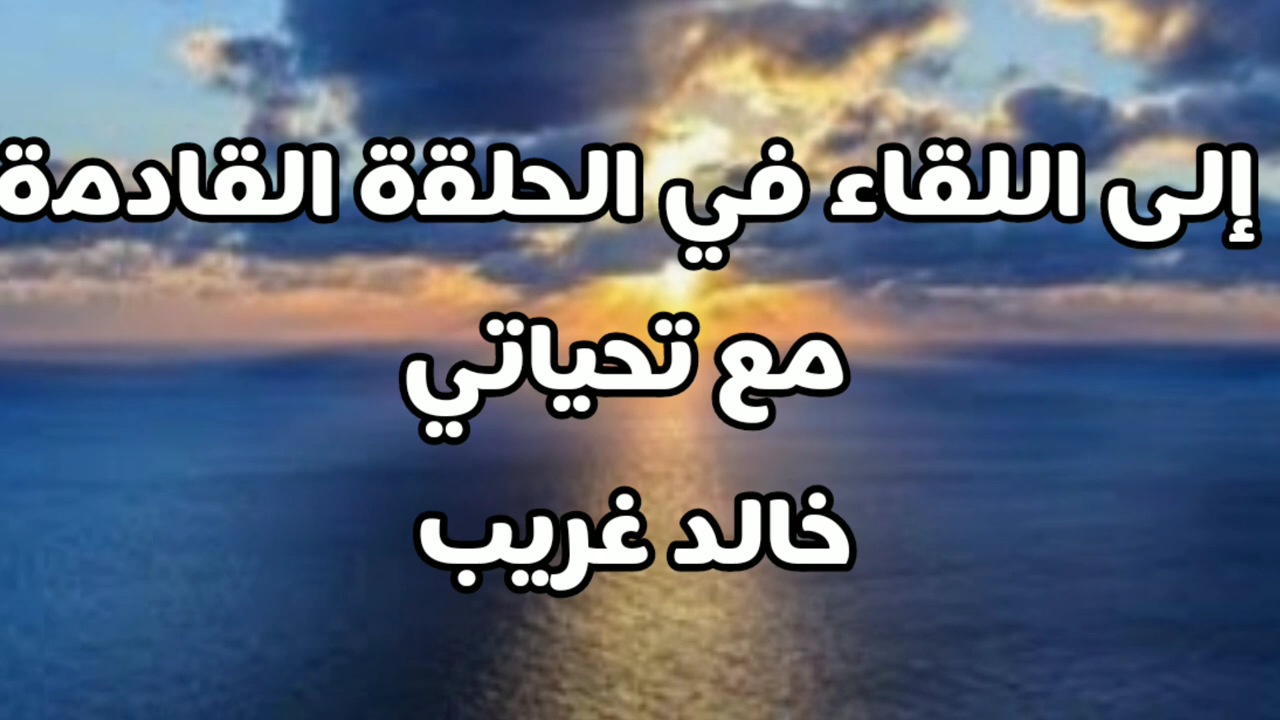 إلى اللقاء في الحلقة القادمة
مع تحياتي
خالد غريب